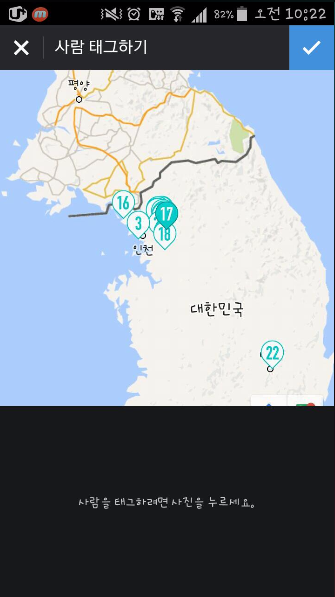 82% 오전 10:22
사람 태그하기
평양
16
3
17
18
인천
대한민국
22
사람을 태그하려면 사진을 누르세요.